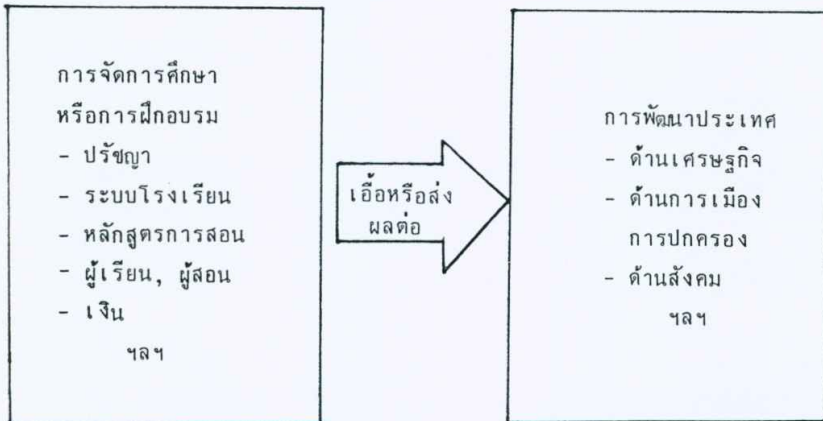 การจัดการศึกษา
หรือการฝึกอบรม
- ปรัชญา
- ระบบโรงเรียน
- หลักสูตรการสอน
- ผู้เรียน, ผู้สอน
- เงิน
ฯลฯ
เอื้อหรือส่ง
ผลต่อ
การพัฒนาประเทศ
- ด้านเศรษฐกิจ
- ด้านการเมือง
การปกครอง
- ด้านสังคม
ฯลฯ